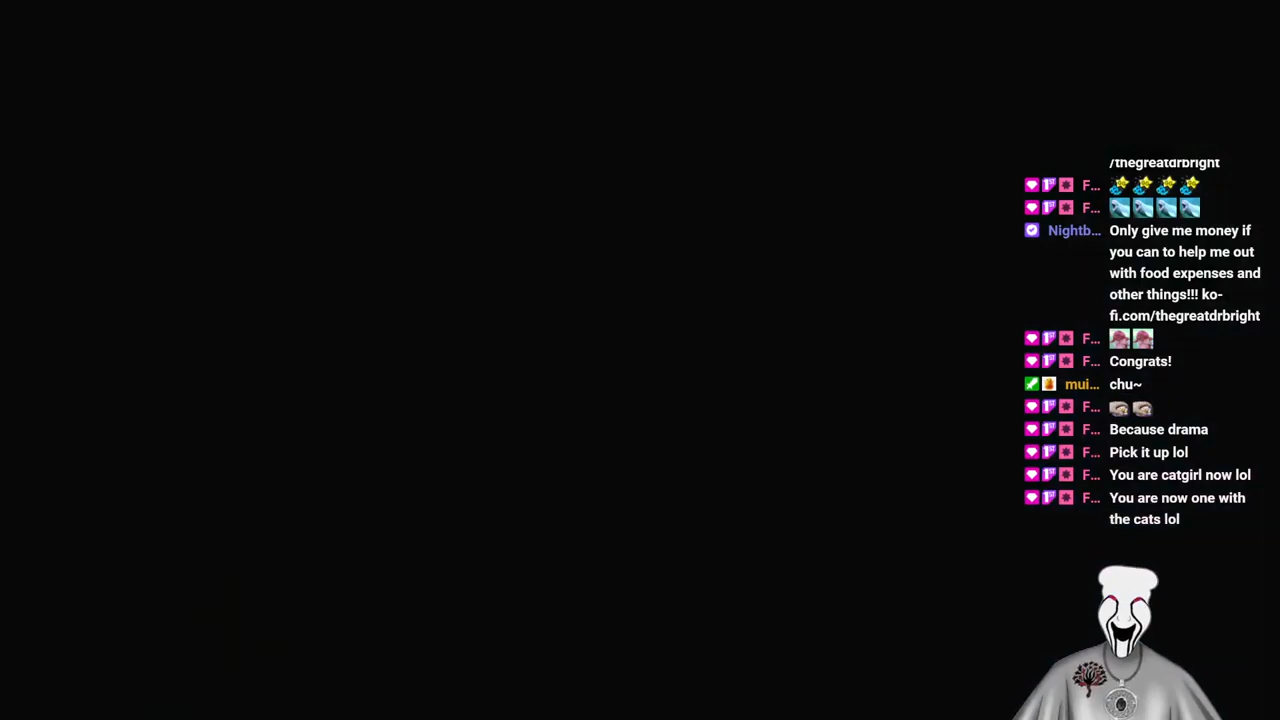 /thegreatdrbright
F...
F...
Nightb... Only give me money if
you can to help me out
with food expenses and
other things!!! ko-
fi.com/thegreatdrbright
F...
F... Congrats!
mui... chu~
F...
F... Because drama
F... Pick it up lol
F... You are catgirl now lol
F... You are now one with
the cats lol